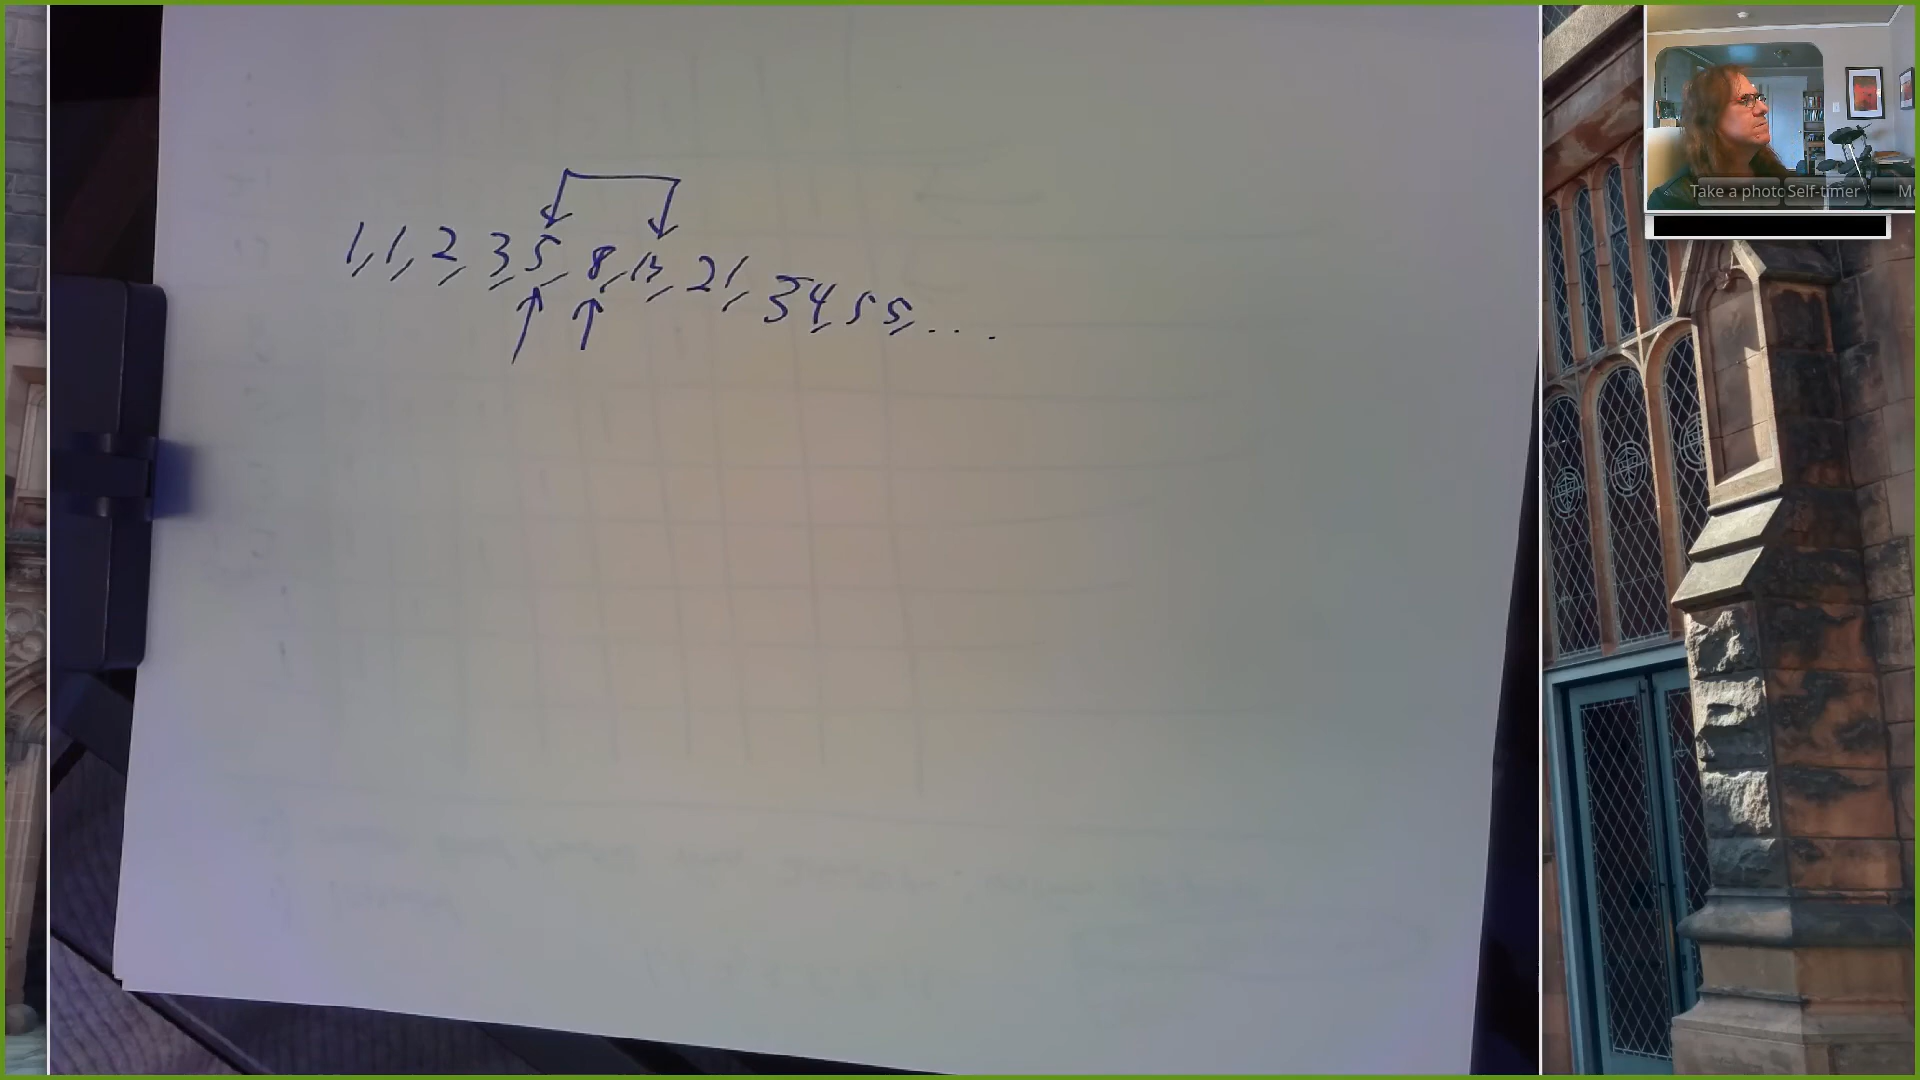 1, 1, 2, 3, 5, 8, 13, 21, 34, 55, ...
Take a photo Self-timer